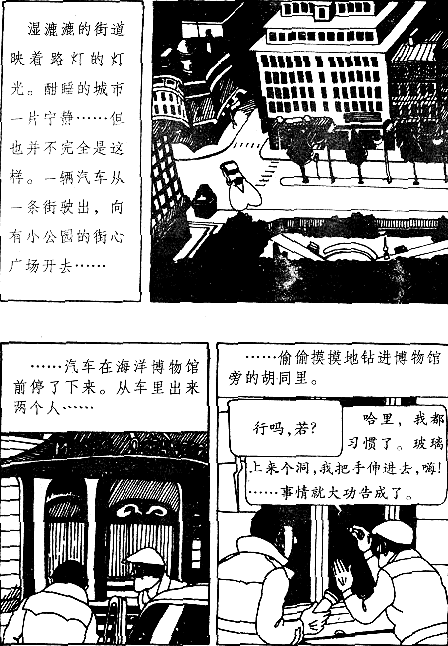 湿漉漉的街道
映着路灯的灯
光。酣睡的城市
一片宁静……但
也并不完全是这
样。一辆汽车从
一条街驶出，向
有小公园的街心
广场开去……
……汽车在海洋博物馆
前停了下来。从车里出来
两个人……
……偷偷摸摸地钻进博物馆
旁的胡同里。
行吗，若？
哈里，我都
习惯了。玻璃
上来个洞，我把手伸进去，嗨！
……事情就大功告成了。